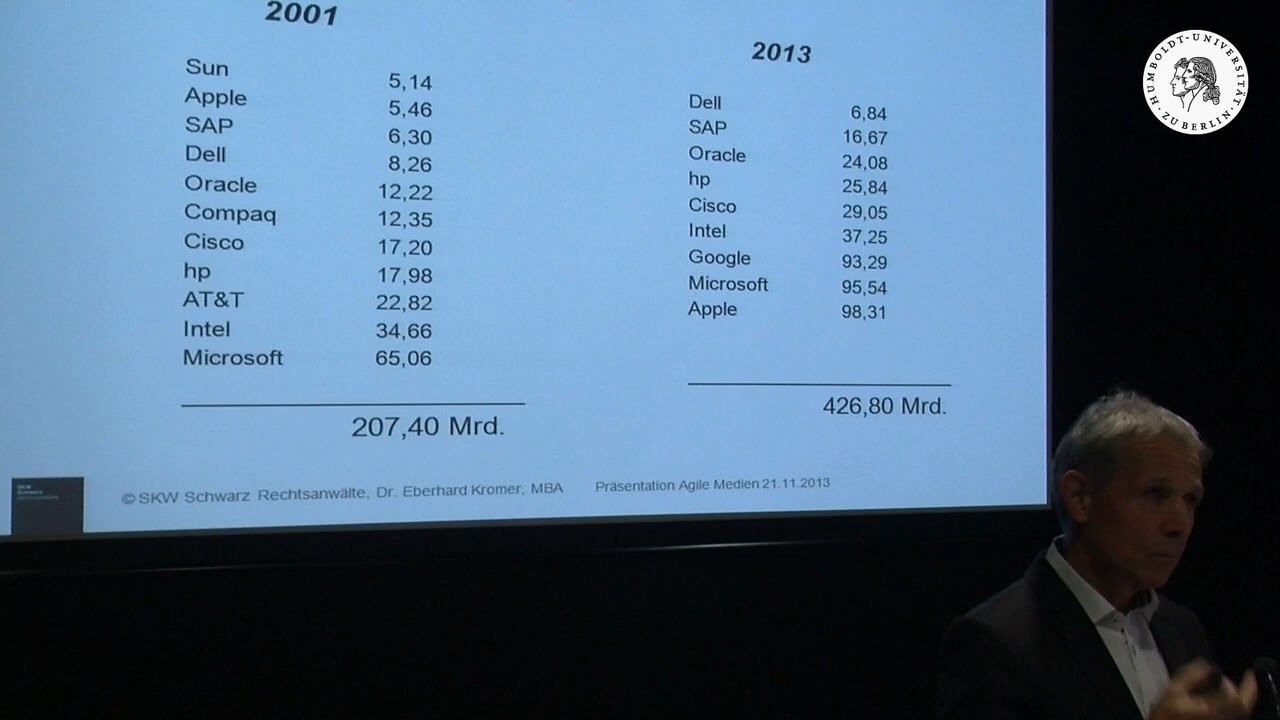 2001
Sun 5,14
Apple 5,46
SAP 6,30
Dell 8,26
Oracle 12,22
Compaq 12,35
Cisco 17,20
hp 17,98
AT&T 22,82
Intel 34,66
Microsoft 65,06
207,40 Mrd.
2013
Dell 6,84
SAP 16,67
Oracle 24,08
hp 25,84
Cisco 29,05
Intel 37,25
Google 93,29
Microsoft 95,54
Apple 98,31
426,80 Mrd.
SKW
Schwarz
© SKW Schwarz Rechtsanwälte, Dr. Eberhard Kromer, MBA Präsentation Agile Medien 21.11.2013
HUMBOLDT-UNIVERSITÄT · ZU BERLIN ·